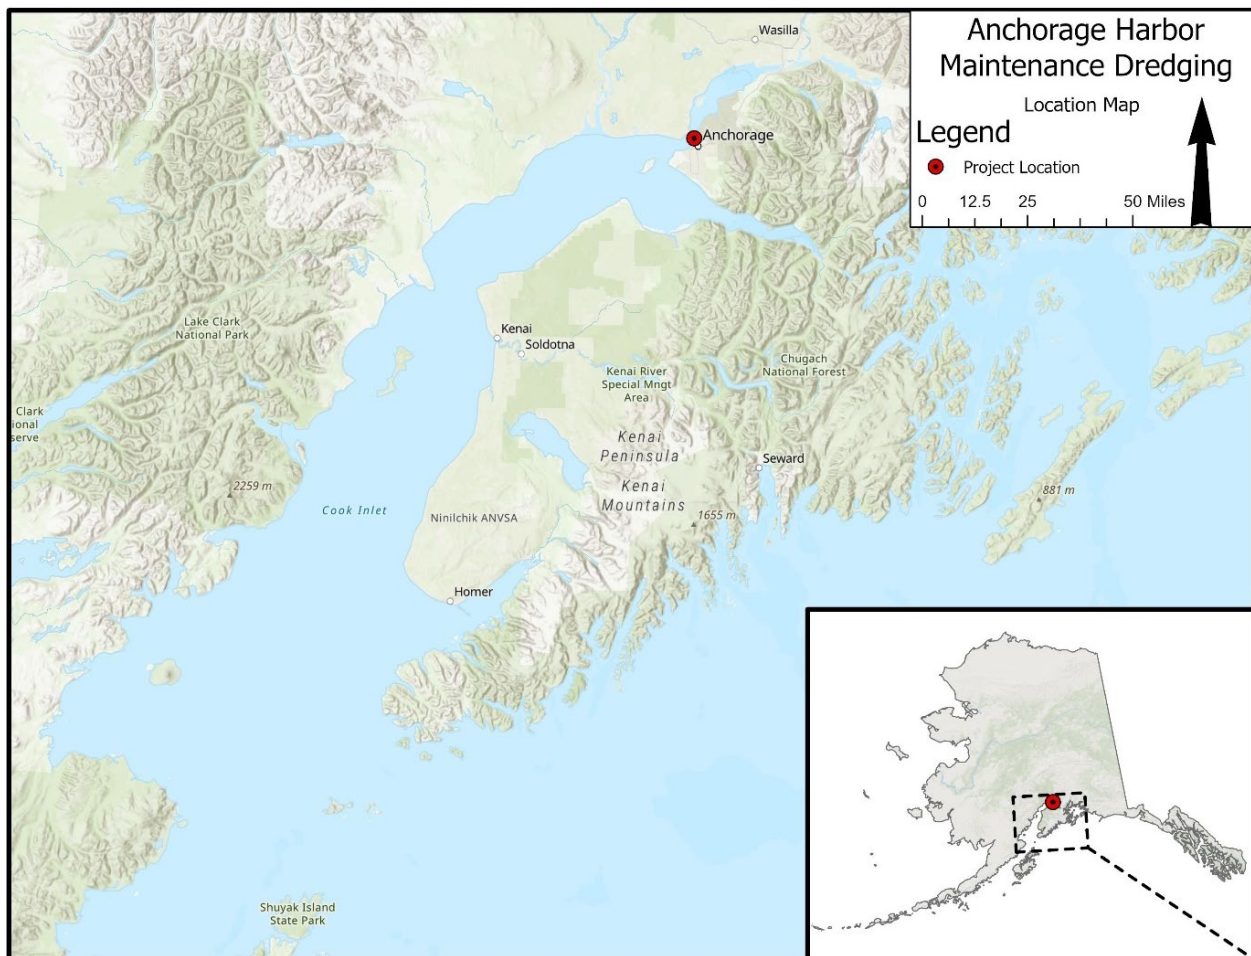 Wasilla
Anchorage Harbor
Maintenance Dredging
Location Map
Legend
Project Location
0 12.5 25 50 Miles
Anchorage
Lake Clark
National Park
Kenai
Soldotna
Kenai River
Special Mngt
Area
Chugach
National Forest
Clark
ional
serve
Kenai
Peninsula
Kenai
Mountains
Seward
2259 m
881 m
Cook Inlet
Ninilchik ANVSA
1655 m
Homer
Shuyak Island
State Park